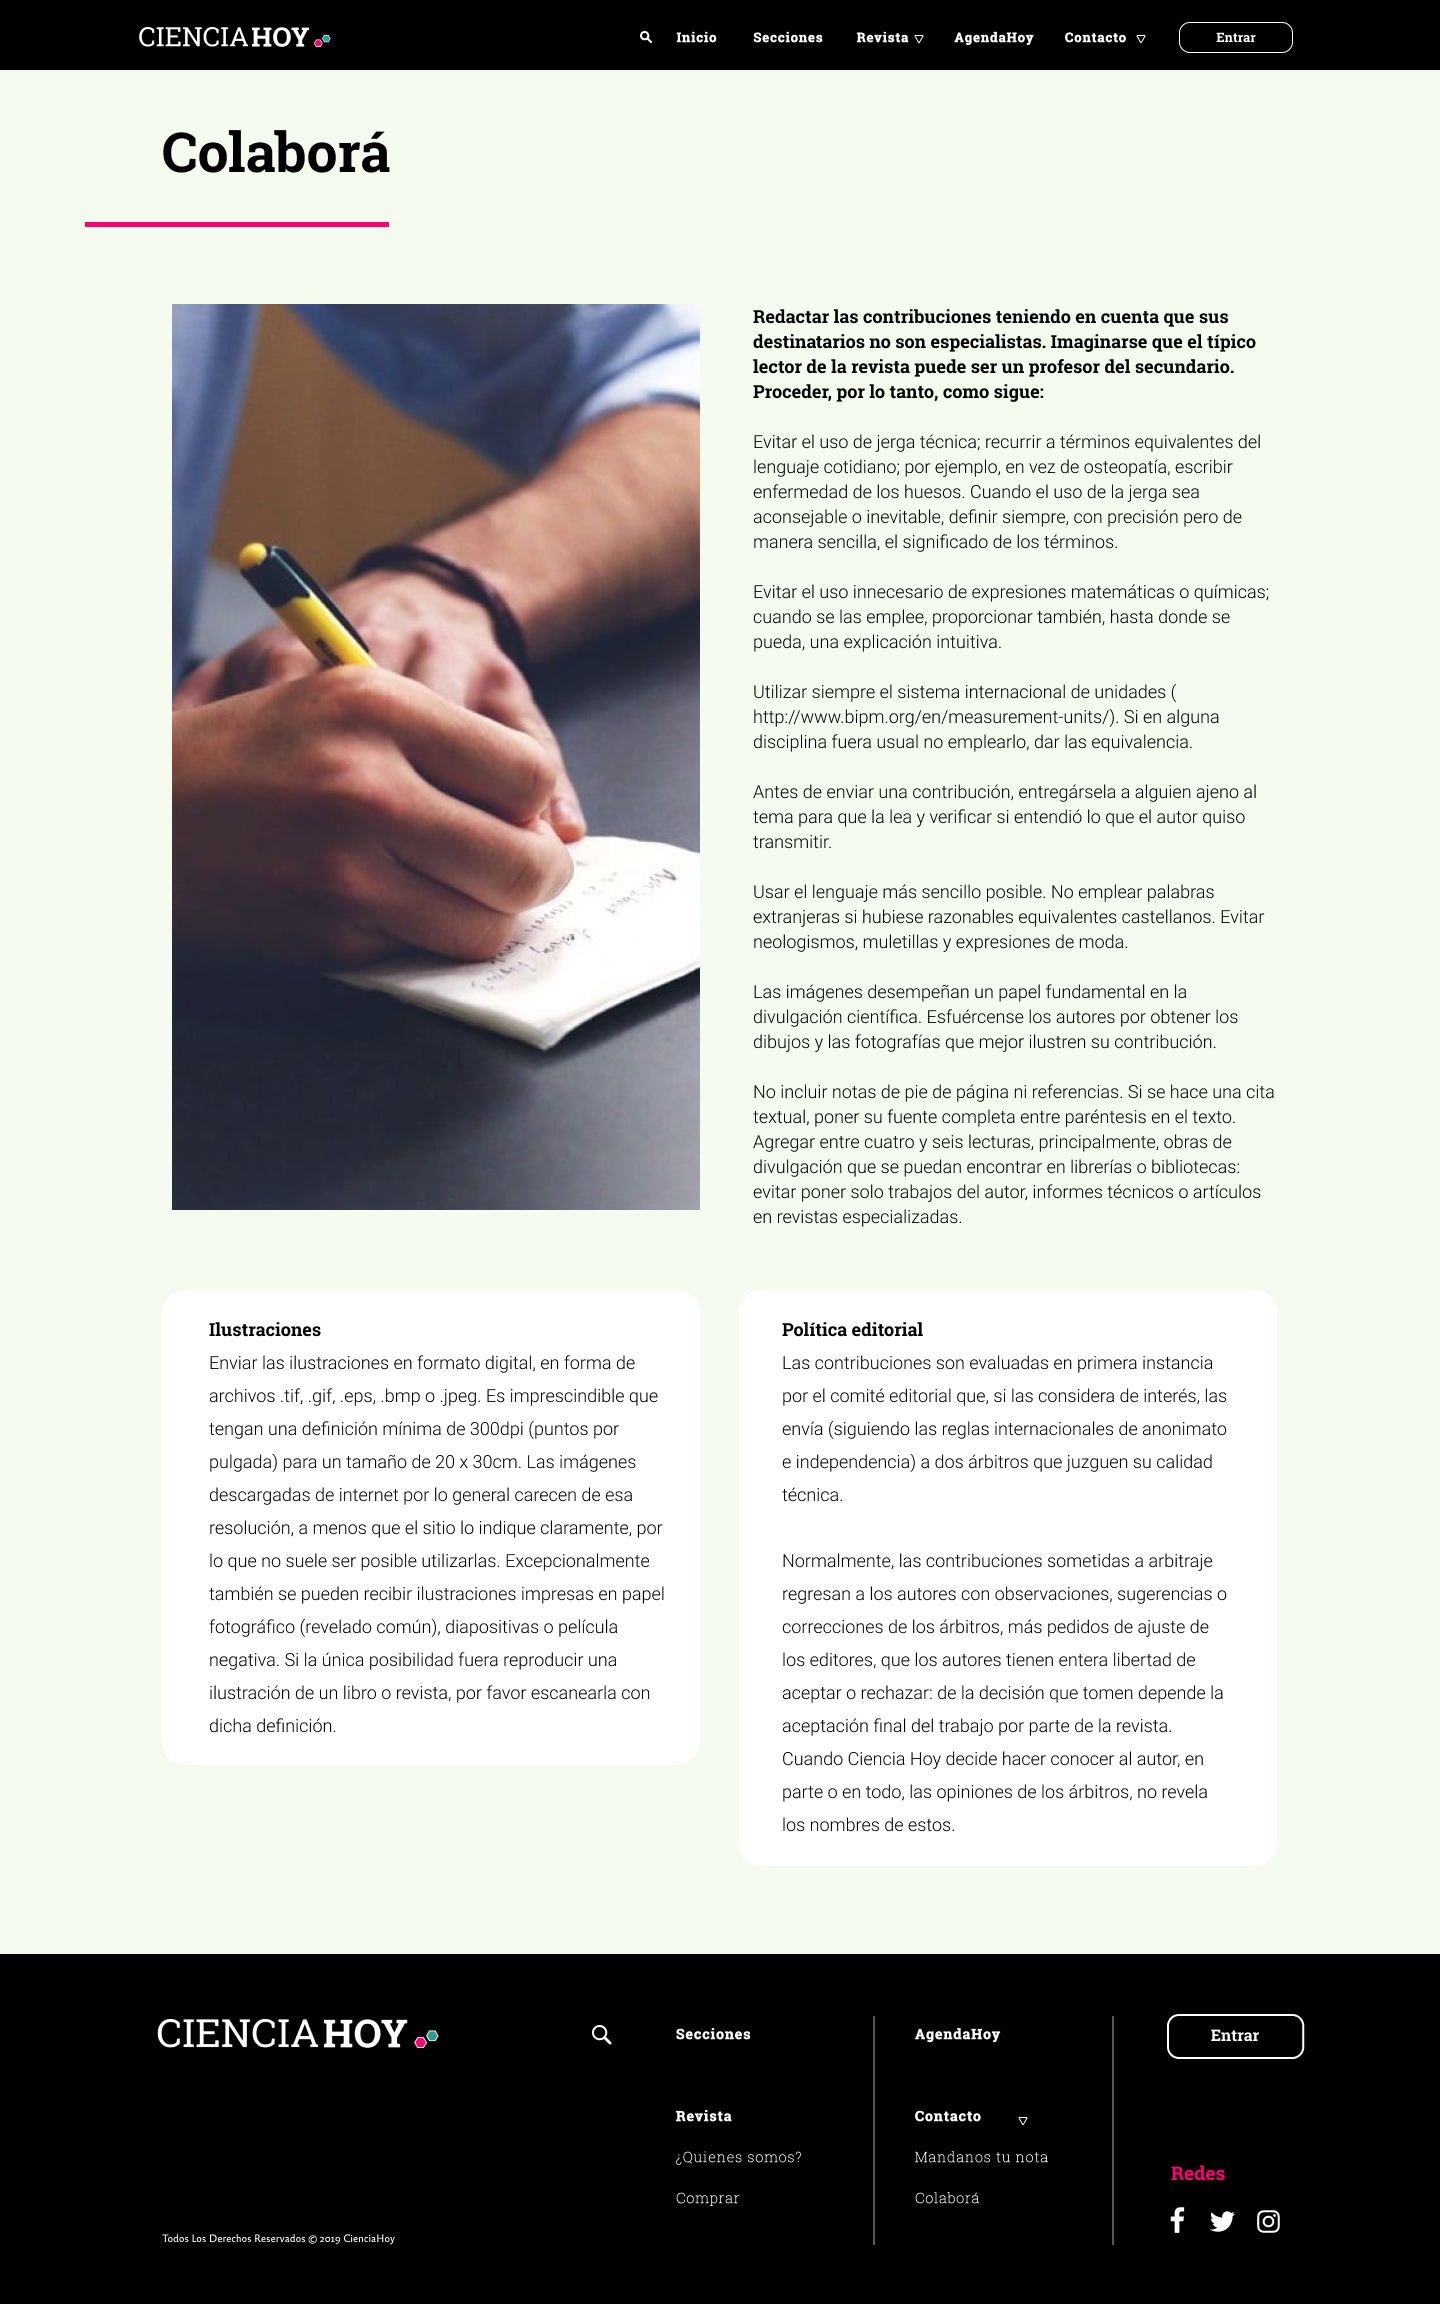 CIENCIAHOY
Inicio Secciones Revista AgendaHoy Contacto Entrar
Colaborá
Redactar las contribuciones teniendo en cuenta que sus
destinatarios no son especialistas. Imaginarse que el típico
lector de la revista puede ser un profesor del secundario.
Proceder, por lo tanto, como sigue:
Evitar el uso de jerga técnica; recurrir a términos equivalentes del
lenguaje cotidiano; por ejemplo, en vez de osteopatía, escribir
enfermedad de los huesos. Cuando el uso de la jerga sea
aconsejable o inevitable, definir siempre, con precisión pero de
manera sencilla, el significado de los términos.
Evitar el uso innecesario de expresiones matemáticas o químicas;
cuando se las emplee, proporcionar también, hasta donde se
pueda, una explicación intuitiva.
Utilizar siempre el sistema internacional de unidades (
http://www.bipm.org/en/measurement-units/). Si en alguna
disciplina fuera usual no emplearlo, dar las equivalencia.
Antes de enviar una contribución, entregársela a alguien ajeno al
tema para que la lea y verificar si entendió lo que el autor quiso
transmitir.
Usar el lenguaje más sencillo posible. No emplear palabras
extranjeras si hubiese razonables equivalentes castellanos. Evitar
neologismos, muletillas y expresiones de moda.
Las imágenes desempeñan un papel fundamental en la
divulgación científica. Esfuércense los autores por obtener los
dibujos y las fotografías que mejor ilustren su contribución.
No incluir notas de pie de página ni referencias. Si se hace una cita
textual, poner su fuente completa entre paréntesis en el texto.
Agregar entre cuatro y seis lecturas, principalmente, obras de
divulgación que se puedan encontrar en librerías o bibliotecas:
evitar poner solo trabajos del autor, informes técnicos o artículos
en revistas especializadas.
Ilustraciones
Enviar las ilustraciones en formato digital, en forma de
archivos .tif, .gif, .eps, .bmp o .jpeg. Es imprescindible que
tengan una definición mínima de 300dpi (puntos por
pulgada) para un tamaño de 20 x 30cm. Las imágenes
descargadas de internet por lo general carecen de esa
resolución, a menos que el sitio lo indique claramente, por
lo que no suele ser posible utilizarlas. Excepcionalmente
también se pueden recibir ilustraciones impresas en papel
fotográfico (revelado común), diapositivas o película
negativa. Si la única posibilidad fuera reproducir una
ilustración de un libro o revista, por favor escanearla con
dicha definición.
Política editorial
Las contribuciones son evaluadas en primera instancia
por el comité editorial que, si las considera de interés, las
envía (siguiendo las reglas internacionales de anonimato
e independencia) a dos árbitros que juzguen su calidad
técnica.
Normalmente, las contribuciones sometidas a arbitraje
regresan a los autores con observaciones, sugerencias o
correcciones de los árbitros, más pedidos de ajuste de
los editores, que los autores tienen entera libertad de
aceptar o rechazar: de la decisión que tomen depende la
aceptación final del trabajo por parte de la revista.
Cuando Ciencia Hoy decide hacer conocer al autor, en
parte o en todo, las opiniones de los árbitros, no revela
los nombres de estos.
CIENCIAHOY
Secciones
Revista
¿Quienes somos?
Comprar
AgendaHoy
Contacto
Mandanos tu nota
Colaborá
Entrar
Redes
Todos Los Derechos Reservados © 2019 CienciaHoy